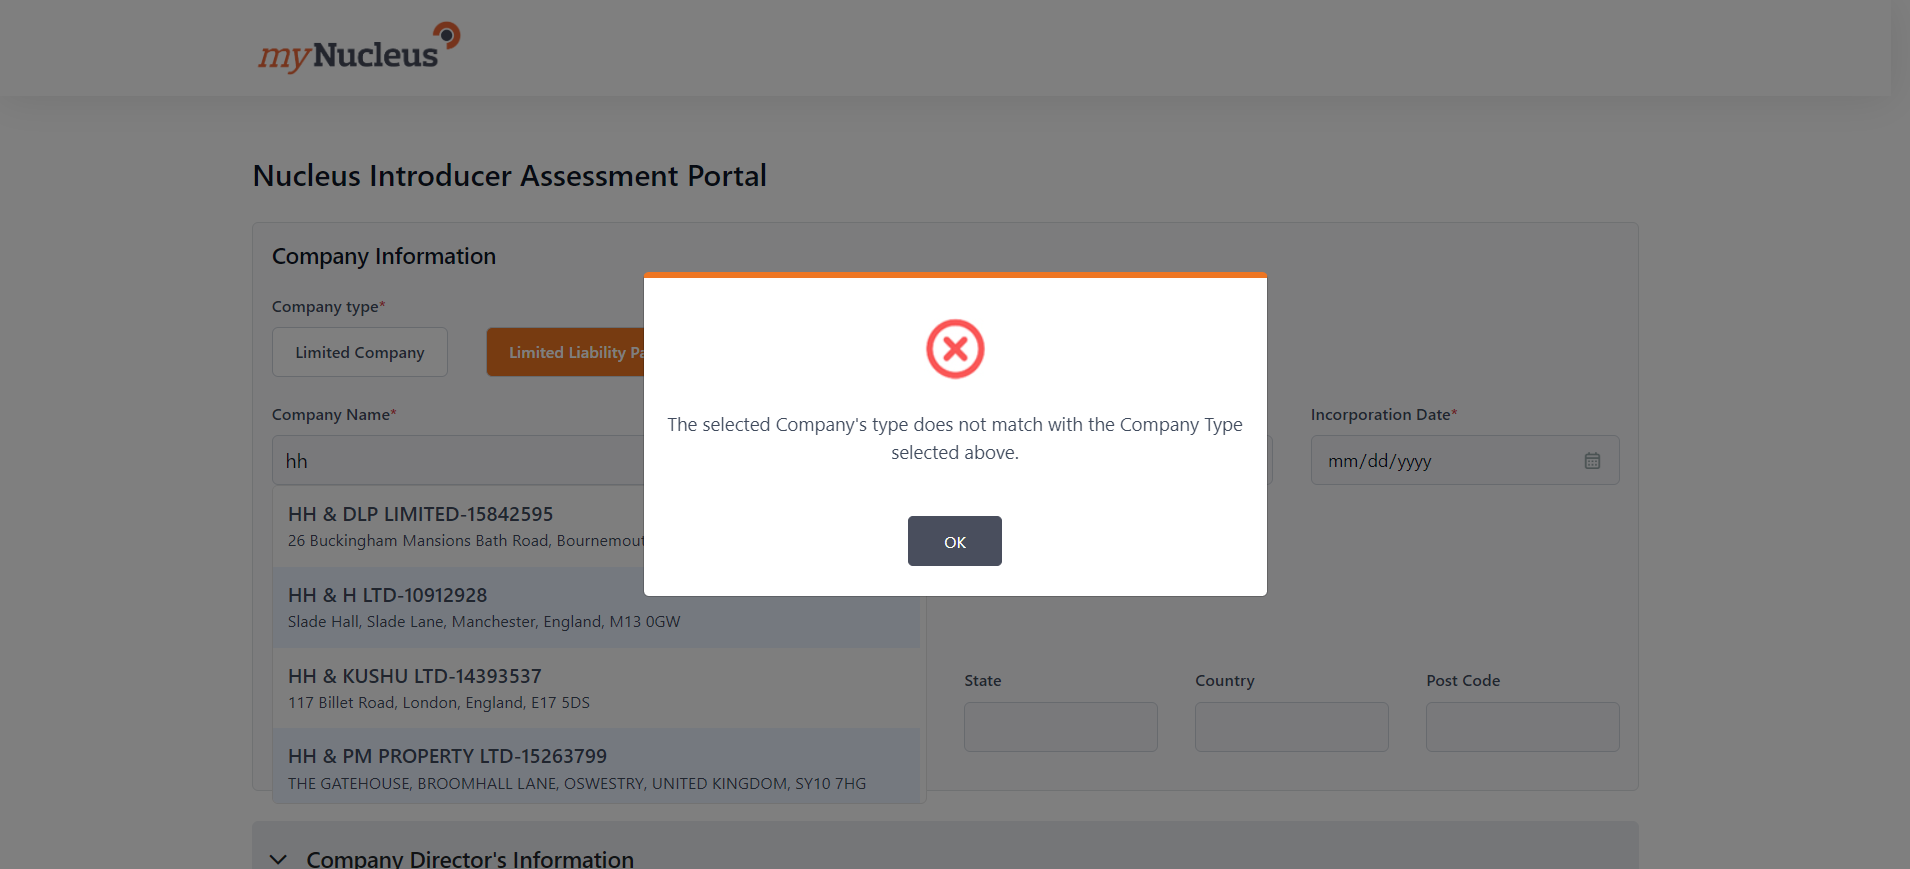 myNucleus
Nucleus Introducer Assessment Portal
Company Information
Company type*
Limited Company
Limited Liability Pa
Company Name*
Incorporation Date*
hh
mm/dd/yyyy
HH & DLP LIMITED-15842595
26 Buckingham Mansions Bath Road, Bournemout
HH & H LTD-10912928
Slade Hall, Slade Lane, Manchester, England, M13 0GW
HH & KUSHU LTD-14393537
117 Billet Road, London, England, E17 5DS
HH & PM PROPERTY LTD-15263799
THE GATEHOUSE, BROOMHALL LANE, OSWESTRY, UNITED KINGDOM, SY10 7HG
State
Country
Post Code
The selected Company's type does not match with the Company Type
selected above.
OK
Company Director's Information